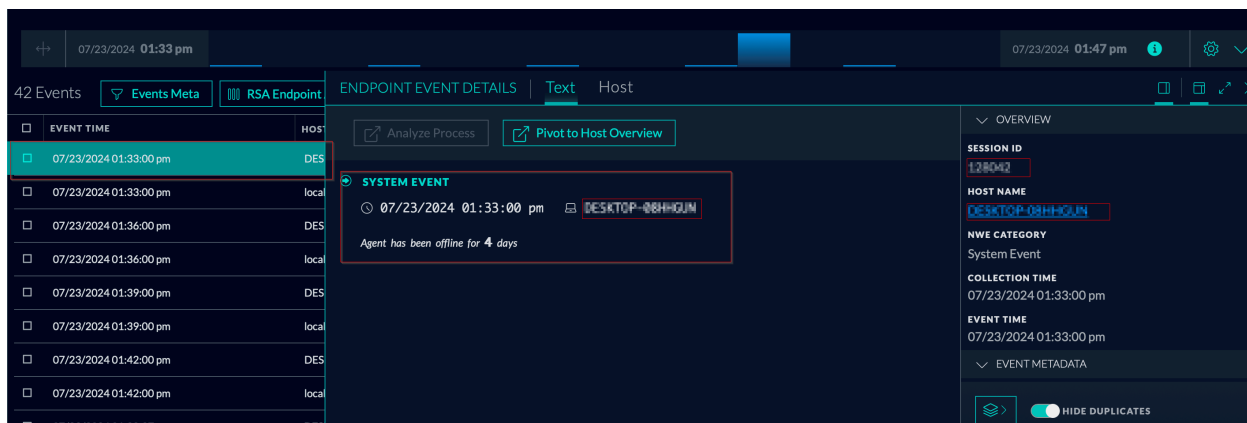 07/23/2024 01:33 pm
07/23/2024 01:47 pm
42 Events
Events Meta
RSA Endpoint
ENDPOINT EVENT DETAILS
Text
Host
EVENT TIME
HOS
07/23/2024 01:33:00 pm
DES
07/23/2024 01:33:00 pm
local
07/23/2024 01:36:00 pm
DES
07/23/2024 01:36:00 pm
local
07/23/2024 01:39:00 pm
DES
07/23/2024 01:39:00 pm
local
07/23/2024 01:42:00 pm
DES
07/23/2024 01:42:00 pm
local
Analyze Process
Pivot to Host Overview
SYSTEM EVENT
07/23/2024 01:33:00 pm
Agent has been offline for 4 days
OVERVIEW
SESSION ID
HOST NAME
NWE CATEGORY
System Event
COLLECTION TIME
07/23/2024 01:33:00 pm
EVENT TIME
07/23/2024 01:33:00 pm
EVENT METADATA
HIDE DUPLICATES